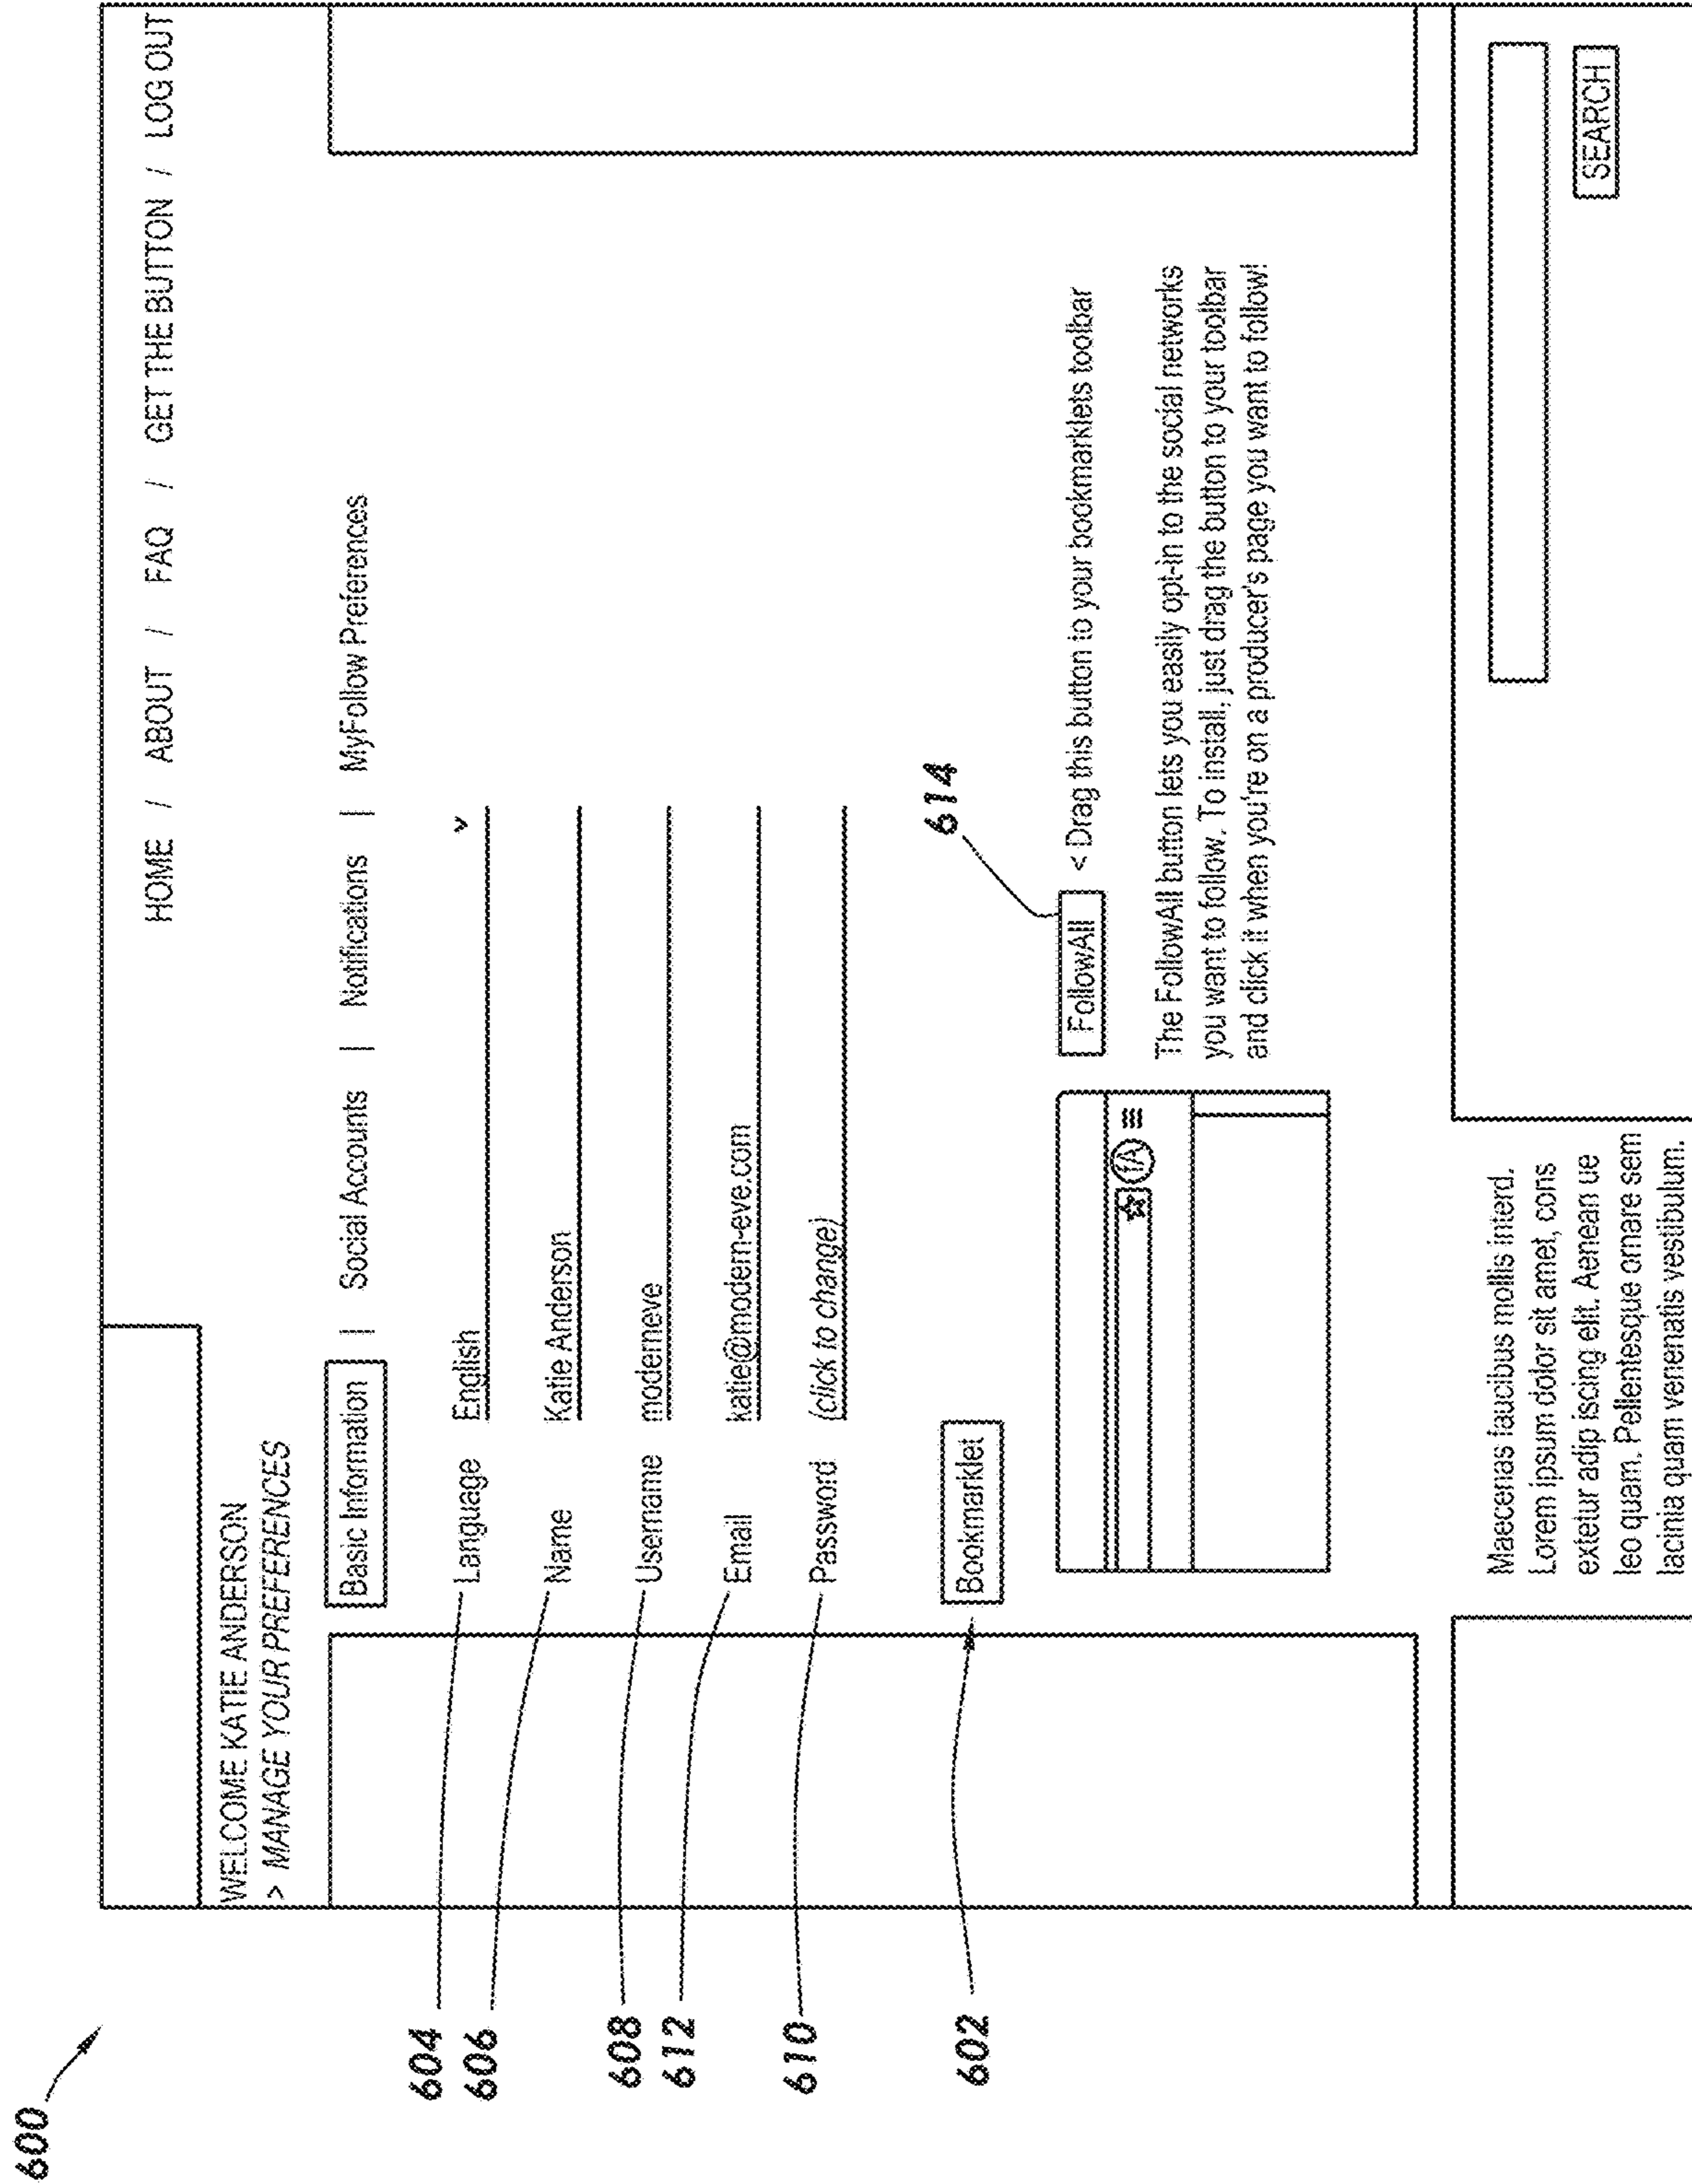 600
HOME / ABOUT / FAQ / GET THE BUTTON / LOG OUT
WELCOME KATIE ANDERSON
> MANAGE YOUR PREFERENCES
Basic Information | Social Accounts | Notifications | MyFollow Preferences
604 Language English v
606 Name Katie Anderson
608 Username moderneve
612 Email katie@modern-eve.com
610 Password (click to change)
602 Bookmarklet
614
FollowAll < Drag this button to your bookmarklets toolbar
fA
The FollowAll button lets you easily opt-in to the social networks
you want to follow. To install, just drag the button to your toolbar
and click it when you're on a producer's page you want to follow!
Maecenas faucibus mollis interd.
Lorem ipsum dolor sit amet, cons
extetur adip iscing elit. Aenean ue
leo quam. Pellentesque ornare sem
lacinia quam venenatis vestibulum.
SEARCH